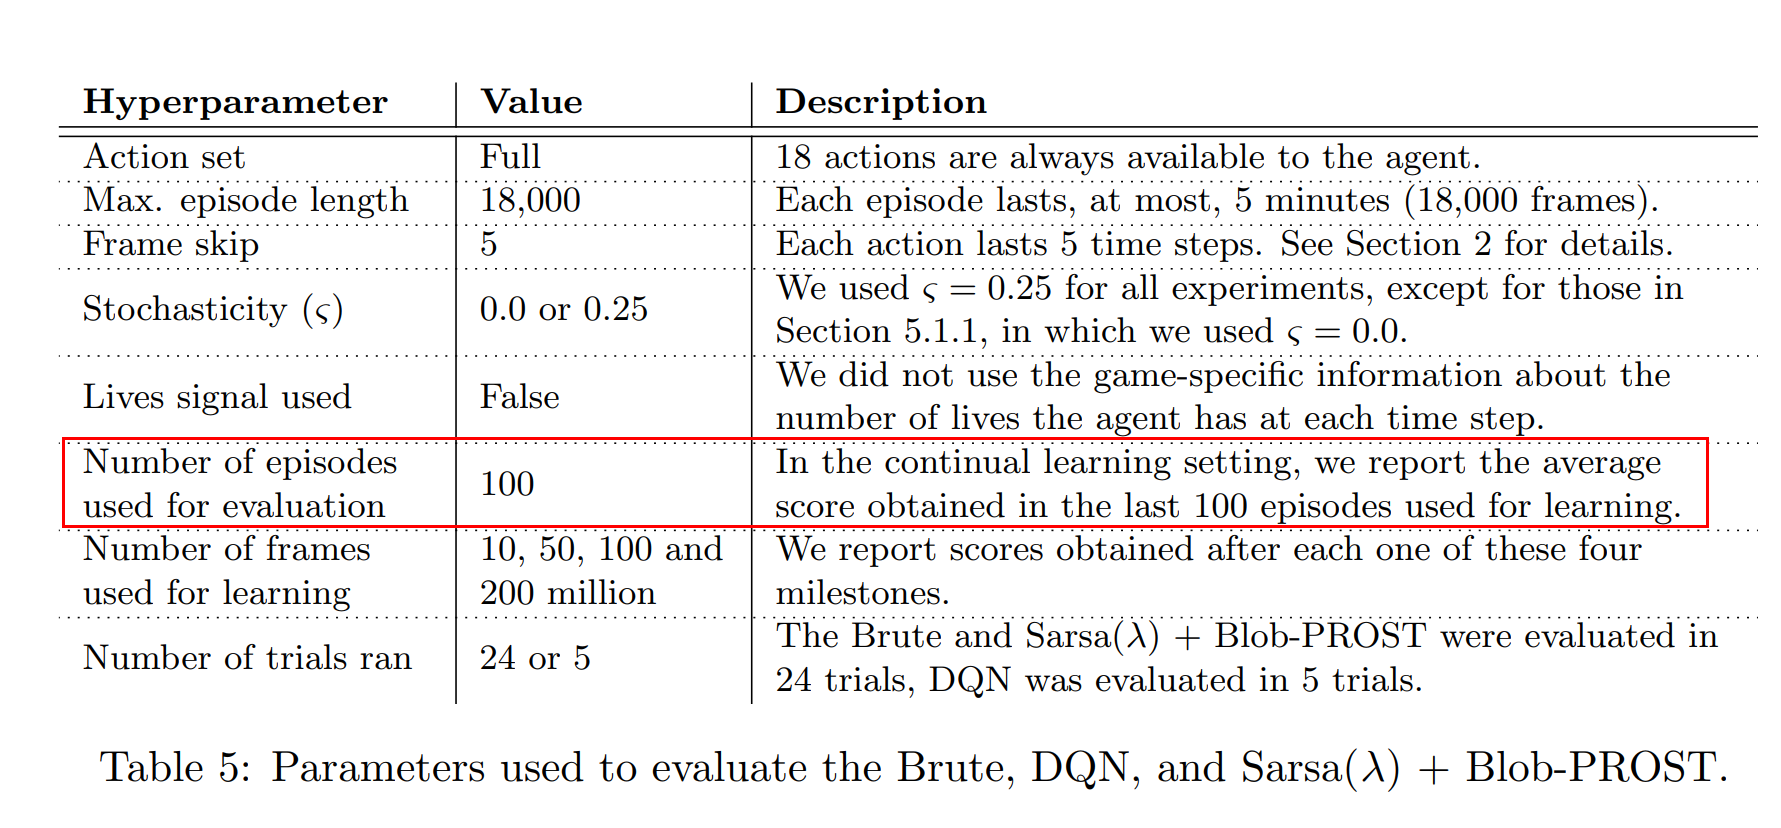 Hyperparameter Value Description
Action set Full 18 actions are always available to the agent.
Max. episode length 18,000 Each episode lasts, at most, 5 minutes (18,000 frames).
Frame skip 5 Each action lasts 5 time steps. See Section 2 for details.
Stochasticity (ς) 0.0 or 0.25 We used ς = 0.25 for all experiments, except for those in
Section 5.1.1, in which we used ς = 0.0.
Lives signal used False We did not use the game-specific information about the
number of lives the agent has at each time step.
Number of episodes 100 In the continual learning setting, we report the average
used for evaluation score obtained in the last 100 episodes used for learning.
Number of frames 10, 50, 100 and We report scores obtained after each one of these four
used for learning 200 million milestones.
Number of trials ran 24 or 5 The Brute and Sarsa(λ) + Blob-PROST were evaluated in
24 trials, DQN was evaluated in 5 trials.
Table 5: Parameters used to evaluate the Brute, DQN, and Sarsa(λ) + Blob-PROST.